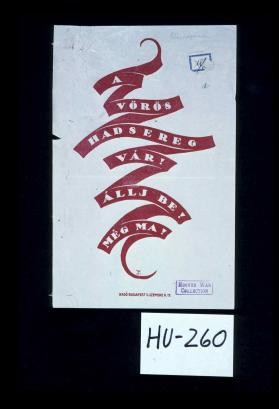 A
VÖRÖS
HADSEREG
VÁR!
ÁLLJ BE!
MÉG MA!
HOOVER WAR
COLLECTION
HU-260